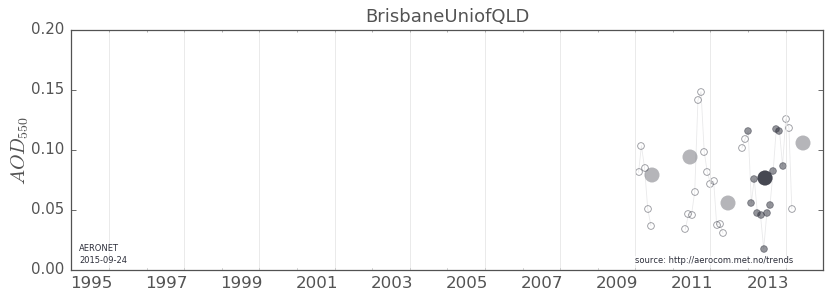 BrisbaneUniofQLD
0.20
0.15
0.10
0.05
0.00
AOD550
AERONET
2015-09-24
source: http://aerocom.met.no/trends
1995 1997 1999 2001 2003 2005 2007 2009 2011 2013